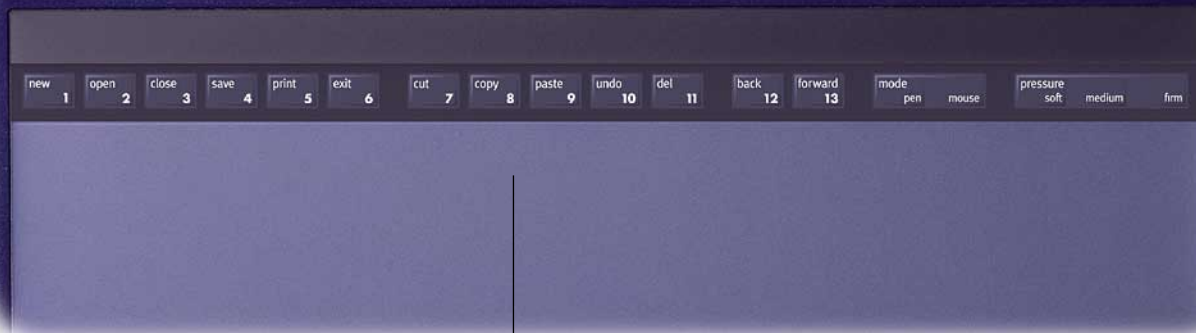 new open close save print exit cut copy paste undo del back forward mode pressure
1 2 3 4 5 6 7 8 9 10 11 12 13 pen mouse soft medium firm